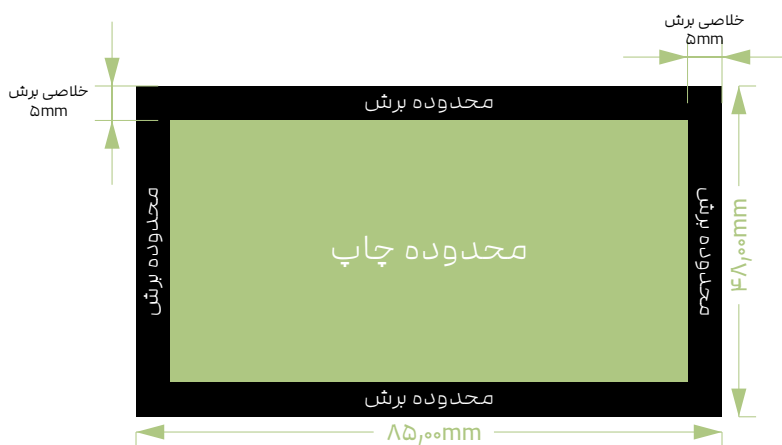 خلاصی برش
۵mm
خلاصی برش
۵mm
محدوده برش
محدوده برش
محدوده چاپ
محدوده برش
۴۸,۰۰mm
محدوده برش
۸۵,۰۰mm